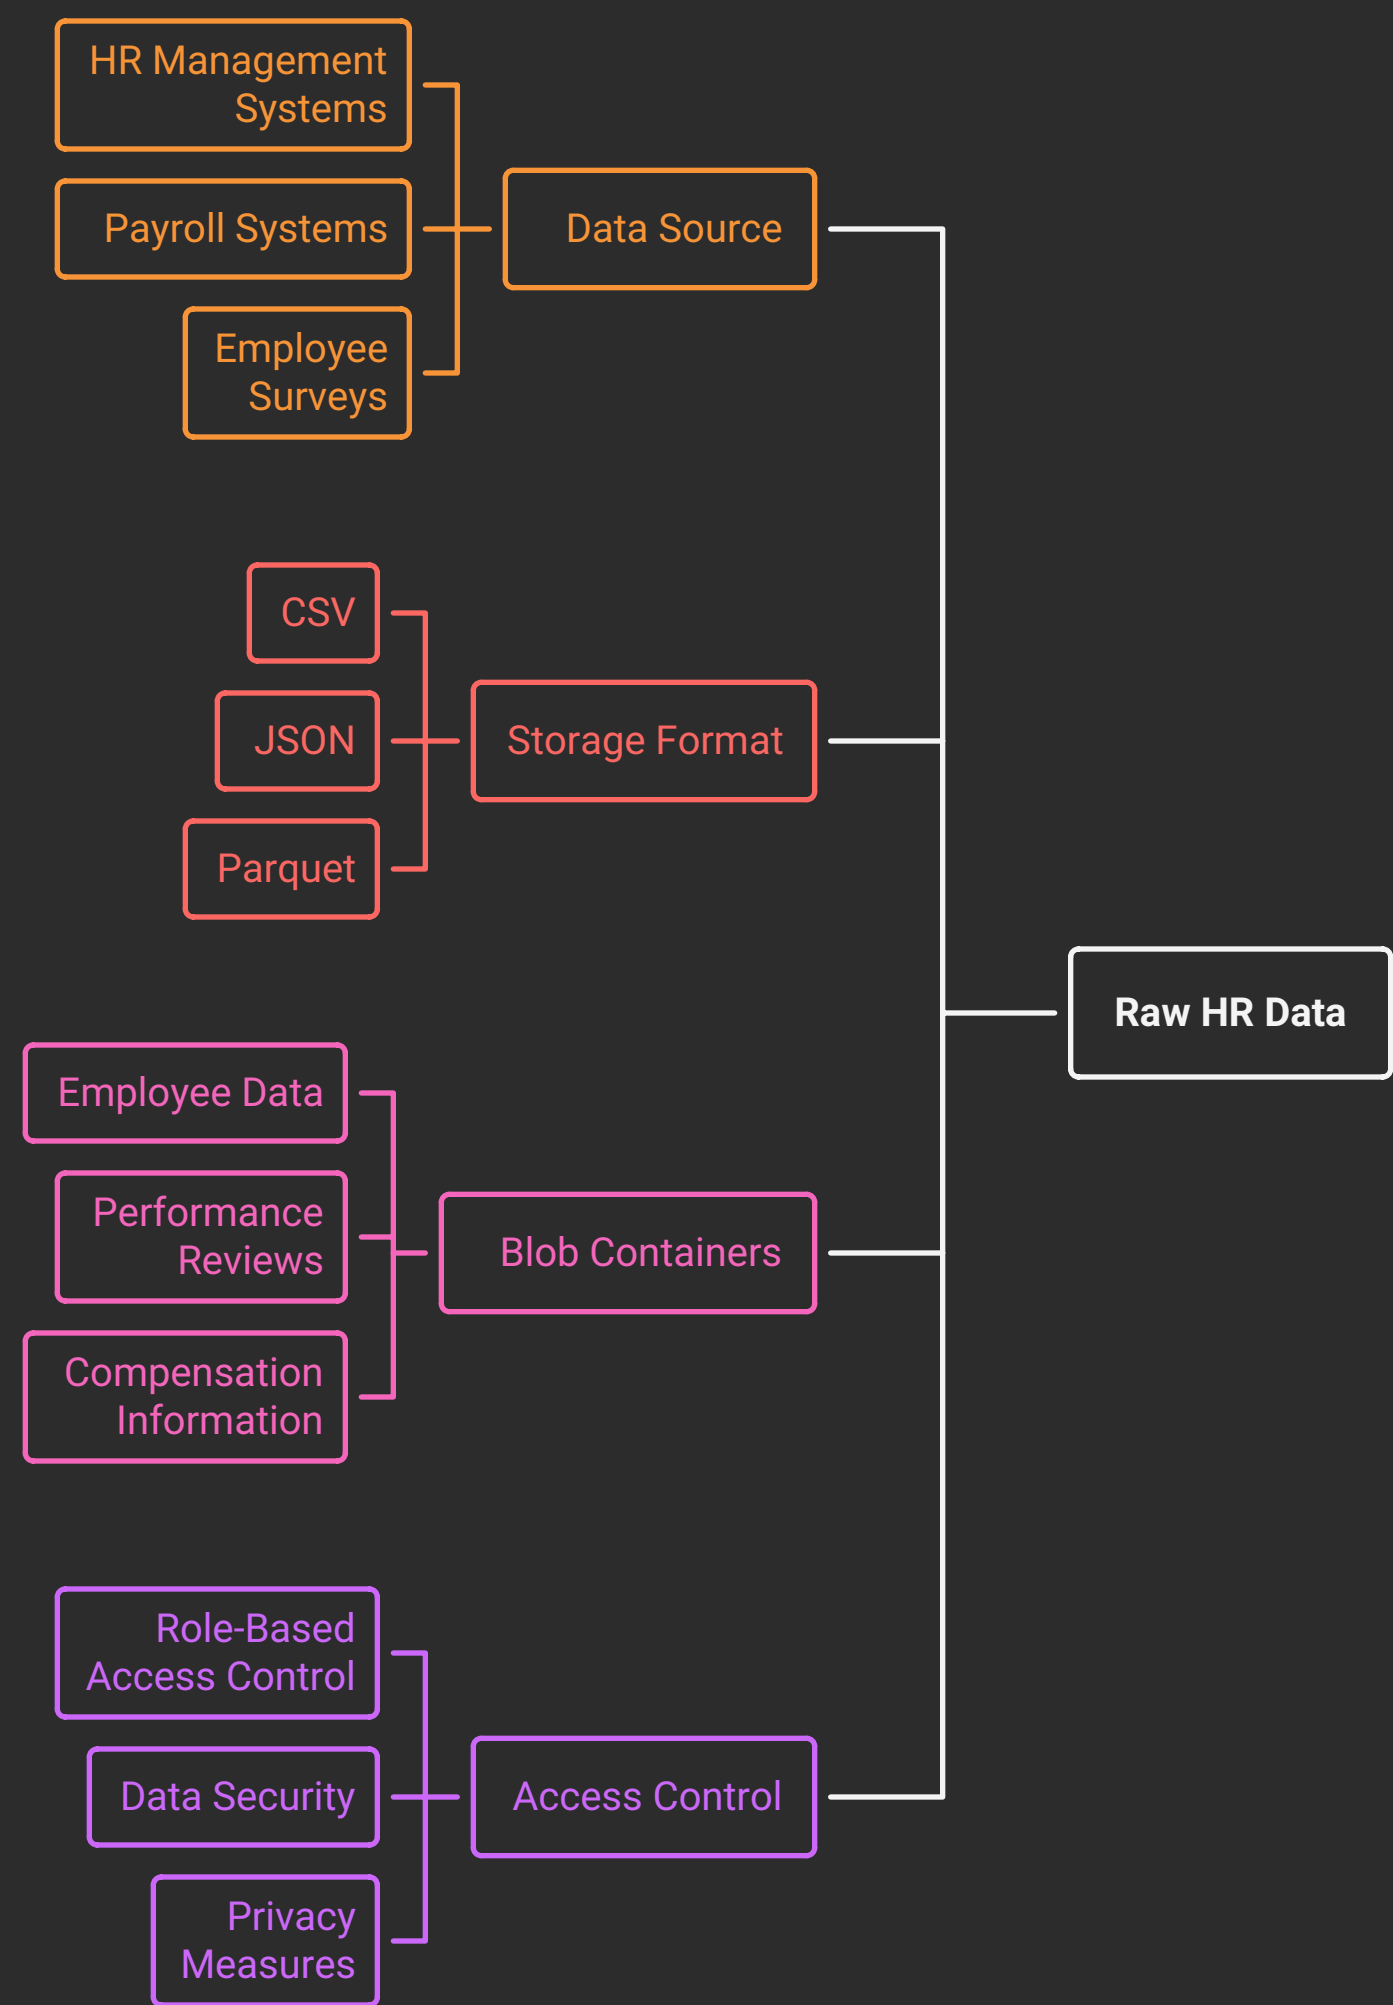 HR Management
Systems
Payroll Systems
Data Source
Employee
Surveys
CSV
JSON
Storage Format
Parquet
Raw HR Data
Employee Data
Performance
Reviews
Blob Containers
Compensation
Information
Role-Based
Access Control
Data Security
Access Control
Privacy
Measures